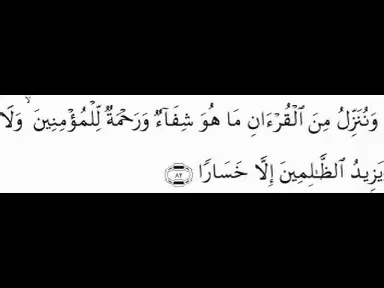 وَنُنَزِّلُ مِنَ ٱلْقُرْءَانِ مَا هُوَ شِفَآءٌ وَرَحْمَةٌ لِّلْمُؤْمِنِينَ ۙ وَلَا
يَزِيدُ ٱلظَّٰلِمِينَ إِلَّا خَسَارًا ٨٢